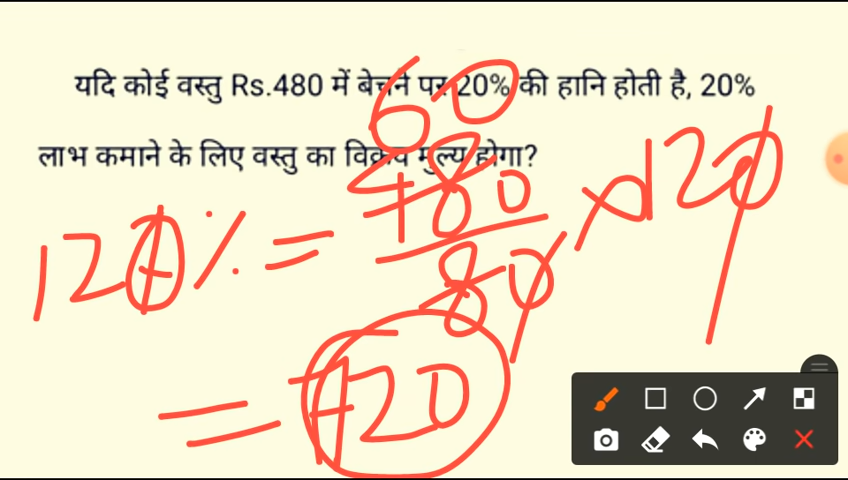 यदि कोई वस्तु Rs.480 में बेचने पर 20% की हानि होती है, 20%
लाभ कमाने के लिए वस्तु का विक्रय मुल्य होगा?
60
120% = 480/80 × 120
= 720